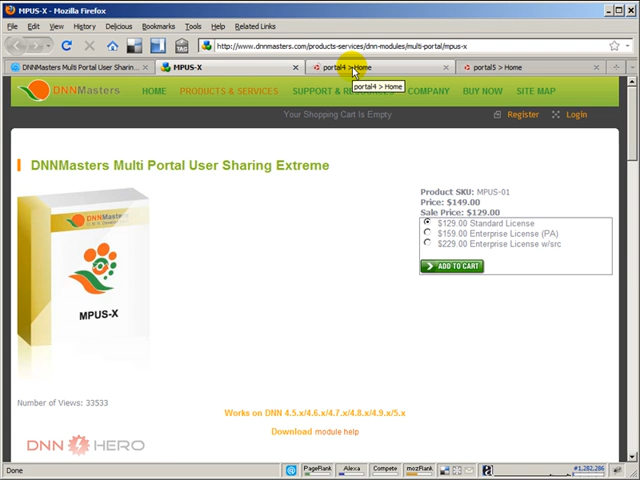 MPUS-X - Mozilla Firefox
File Edit View History Delicious Bookmarks Tools Help Related Links
http://www.dnnmasters.com/products-services/dnn-modules/multi-portal/mpus-x
DNNMasters Multi Portal User Sharin... MPUS-X portal4 > Home portal5 > Home
portal4 > Home
DNNMasters HOME PRODUCTS & SERVICES SUPPORT & COMPANY BUY NOW SITE MAP
Your Shopping Cart Is Empty Register Login
DNNMasters Multi Portal User Sharing Extreme
Product SKU: MPUS-01
Price: $149.00
Sale Price: $129.00
$129.00 Standard License
$159.00 Enterprise License (PA)
$229.00 Enterprise License w/src
ADD TO CART
DNNMasters
MPUS-X
Number of Views: 33533
Works on DNN 4.5.x/4.6.x/4.7.x/4.8.x/4.9.x/5.x
Download module help
DNN HERO
Done PageRank Alexa Compete mozRank #1,282,286